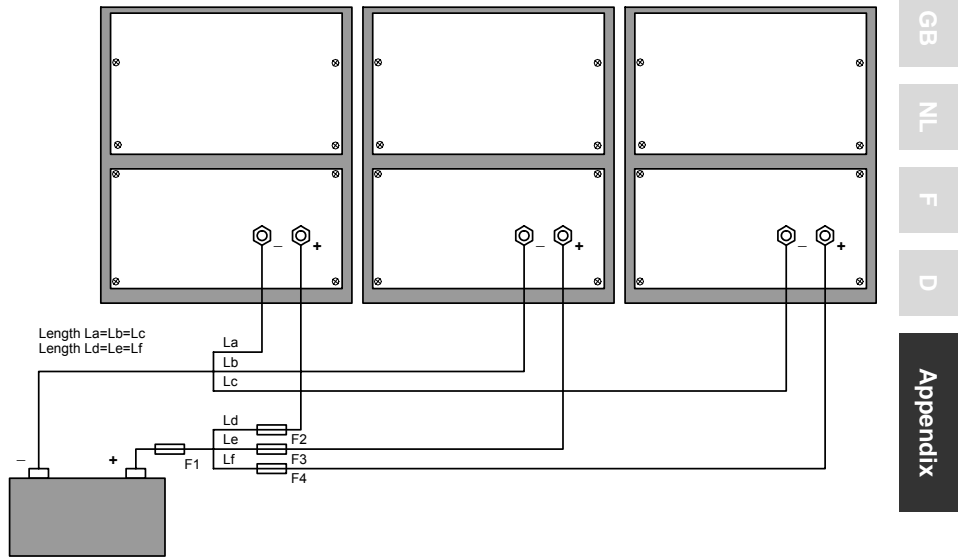 GB
NL
F
D
Appendix
– +
– +
– +
Length La=Lb=Lc
Length Ld=Le=Lf
La
Lb
Lc
Ld
F2
Le
F3
Lf
F4
F1
– +